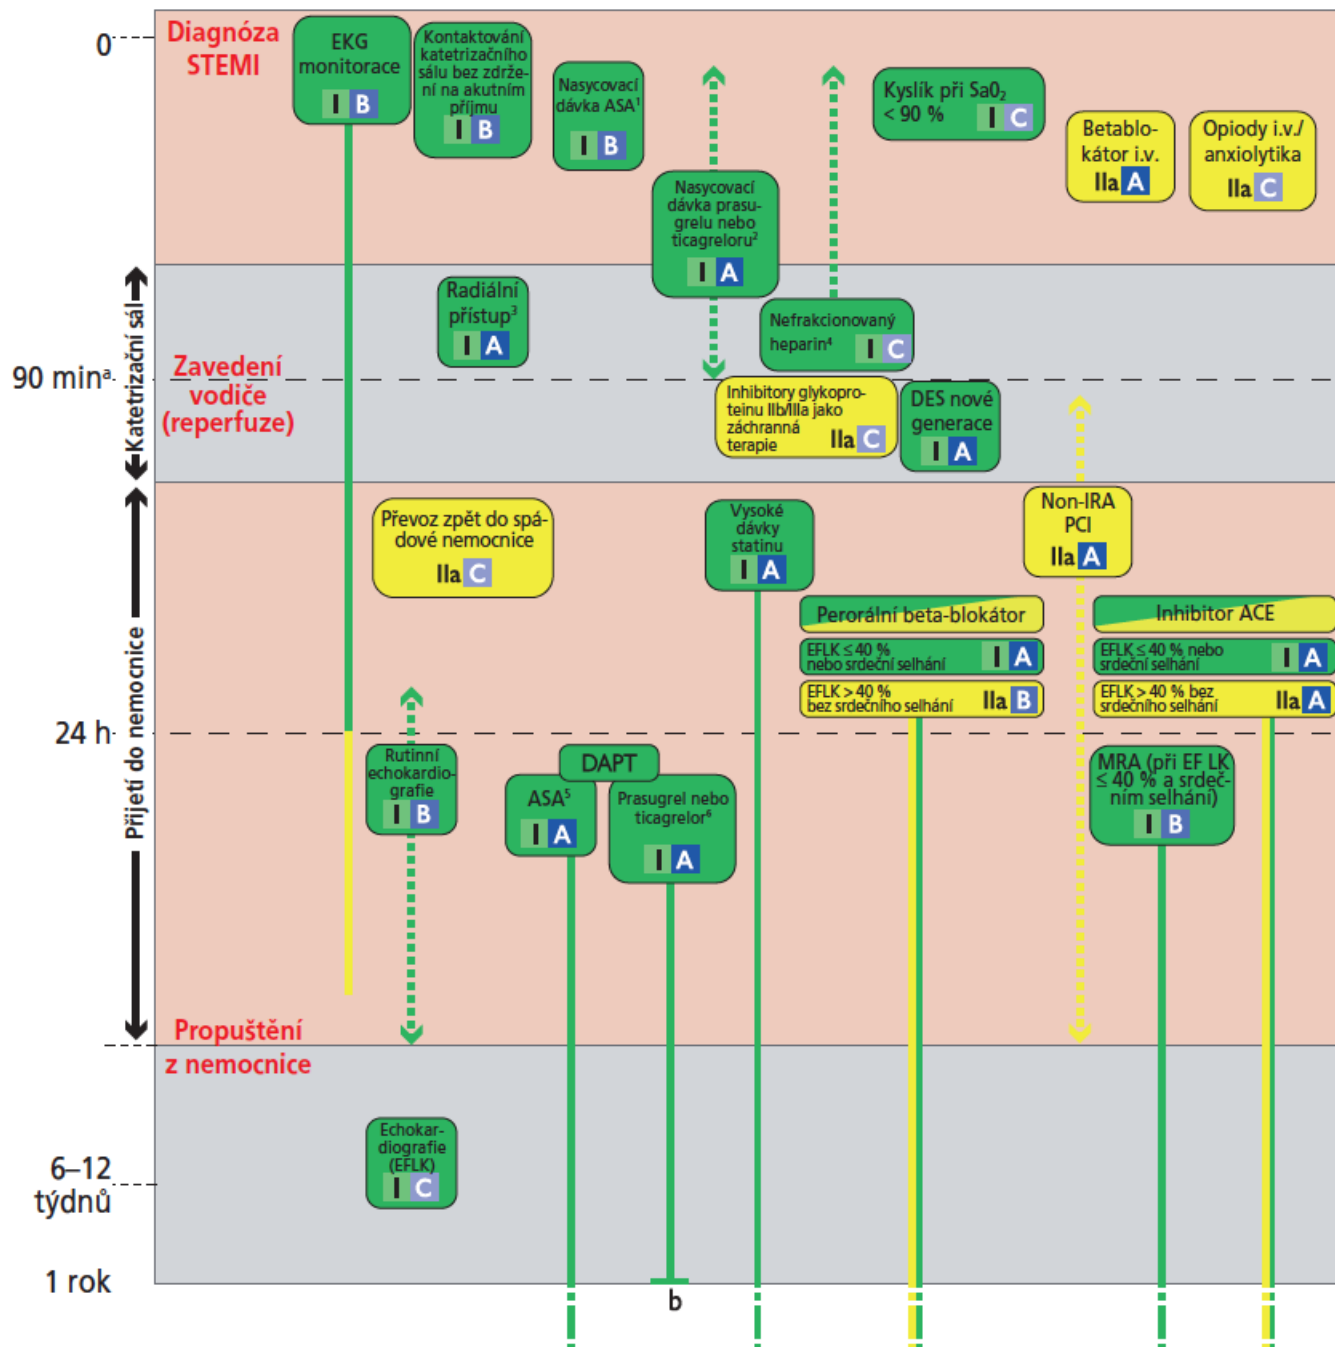 0
Diagnóza
STEMI
EKG
monitorace
I B
Kontaktování
katetrizačního
sálu bez zdrže-
ní na akutním
příjmu
I B
Nasycovací
dávka ASA¹
I B
Nasycovací
dávka prasu-
grelu nebo
ticagreloru²
I A
Kyslík při Sa0₂
< 90 % I C
Betablo-
kátor i.v.
IIa A
Opiody i.v./
anxiolytika
IIa C
Katetrizační sál
Radiální
přístup³
I A
Nefrakcionovaný
heparin⁴ I C
90 minᵃ
Zavedení
vodiče
(reperfuze)
Inhibitory glykopro-
teinu IIb/IIIa jako
záchranná
terapie IIa C
DES nové
generace
I A
Přijetí do nemocnice
Převoz zpět do spá-
dové nemocnice
IIa C
Vysoké
dávky
statinu
I A
Non-IRA
PCI
IIa A
Perorální beta-blokátor
EFLK ≤ 40 %
nebo srdeční selhání I A
EFLK > 40 %
bez srdečního selhání IIa B
Inhibitor ACE
EFLK ≤ 40 % nebo
srdeční selhání I A
EFLK > 40 % bez
srdečního selhání IIa A
24 h
Rutinní
echokardio-
grafie
I B
DAPT
ASA⁵
I A
Prasugrel nebo
ticagrelor⁶
I A
MRA (při EF LK
≤ 40 % a srdeč-
ním selhání)
I B
Propuštění
z nemocnice
Echokar-
diografie
(EFLK)
I C
6–12
týdnů
1 rok
b